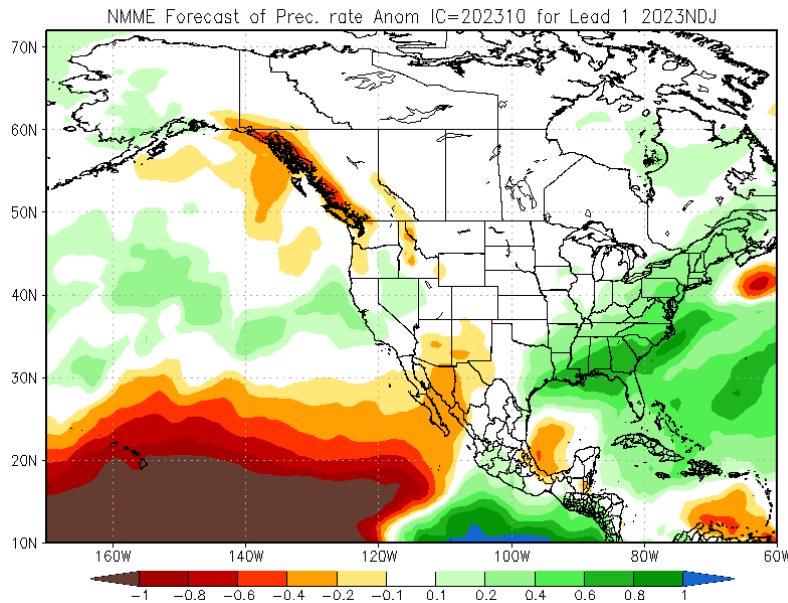 NMME Forecast of Prec. rate Anom IC=202310 for Lead 1 2023NDJ
70N
60N
50N
40N
30N
20N
10N
160W 140W 120W 100W 80W 60W
-1 -0.8 -0.6 -0.4 -0.2 -0.1 0.1 0.2 0.4 0.6 0.8 1